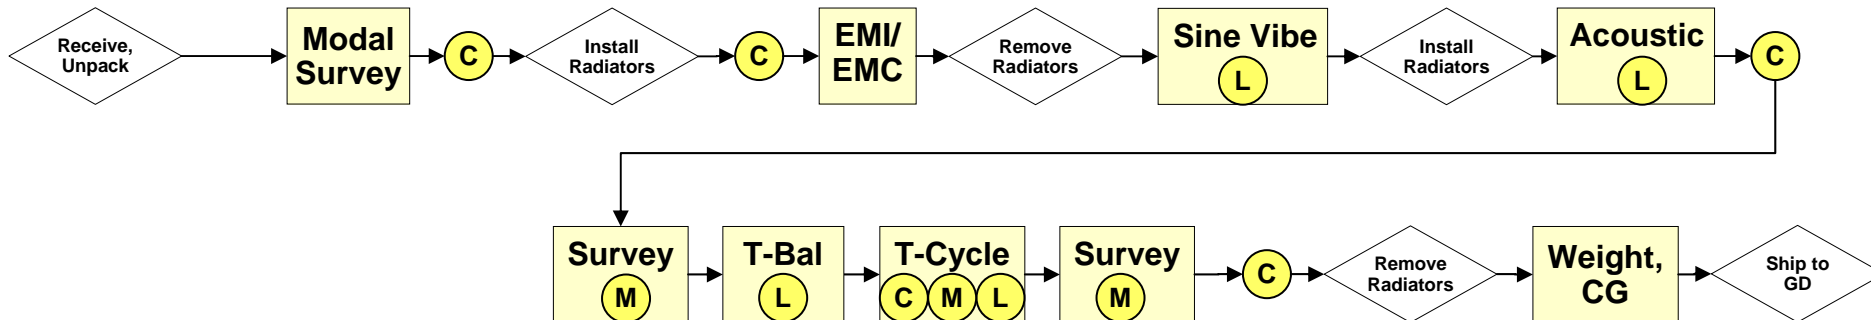 Receive,
Unpack
Modal
Survey
C
Install
Radiators
C
EMI/
EMC
Remove
Radiators
Sine Vibe
L
Install
Radiators
Acoustic
L
C
Survey
M
T-Bal
L
T-Cycle
C M L
Survey
M
C
Remove
Radiators
Weight,
CG
Ship to
GD